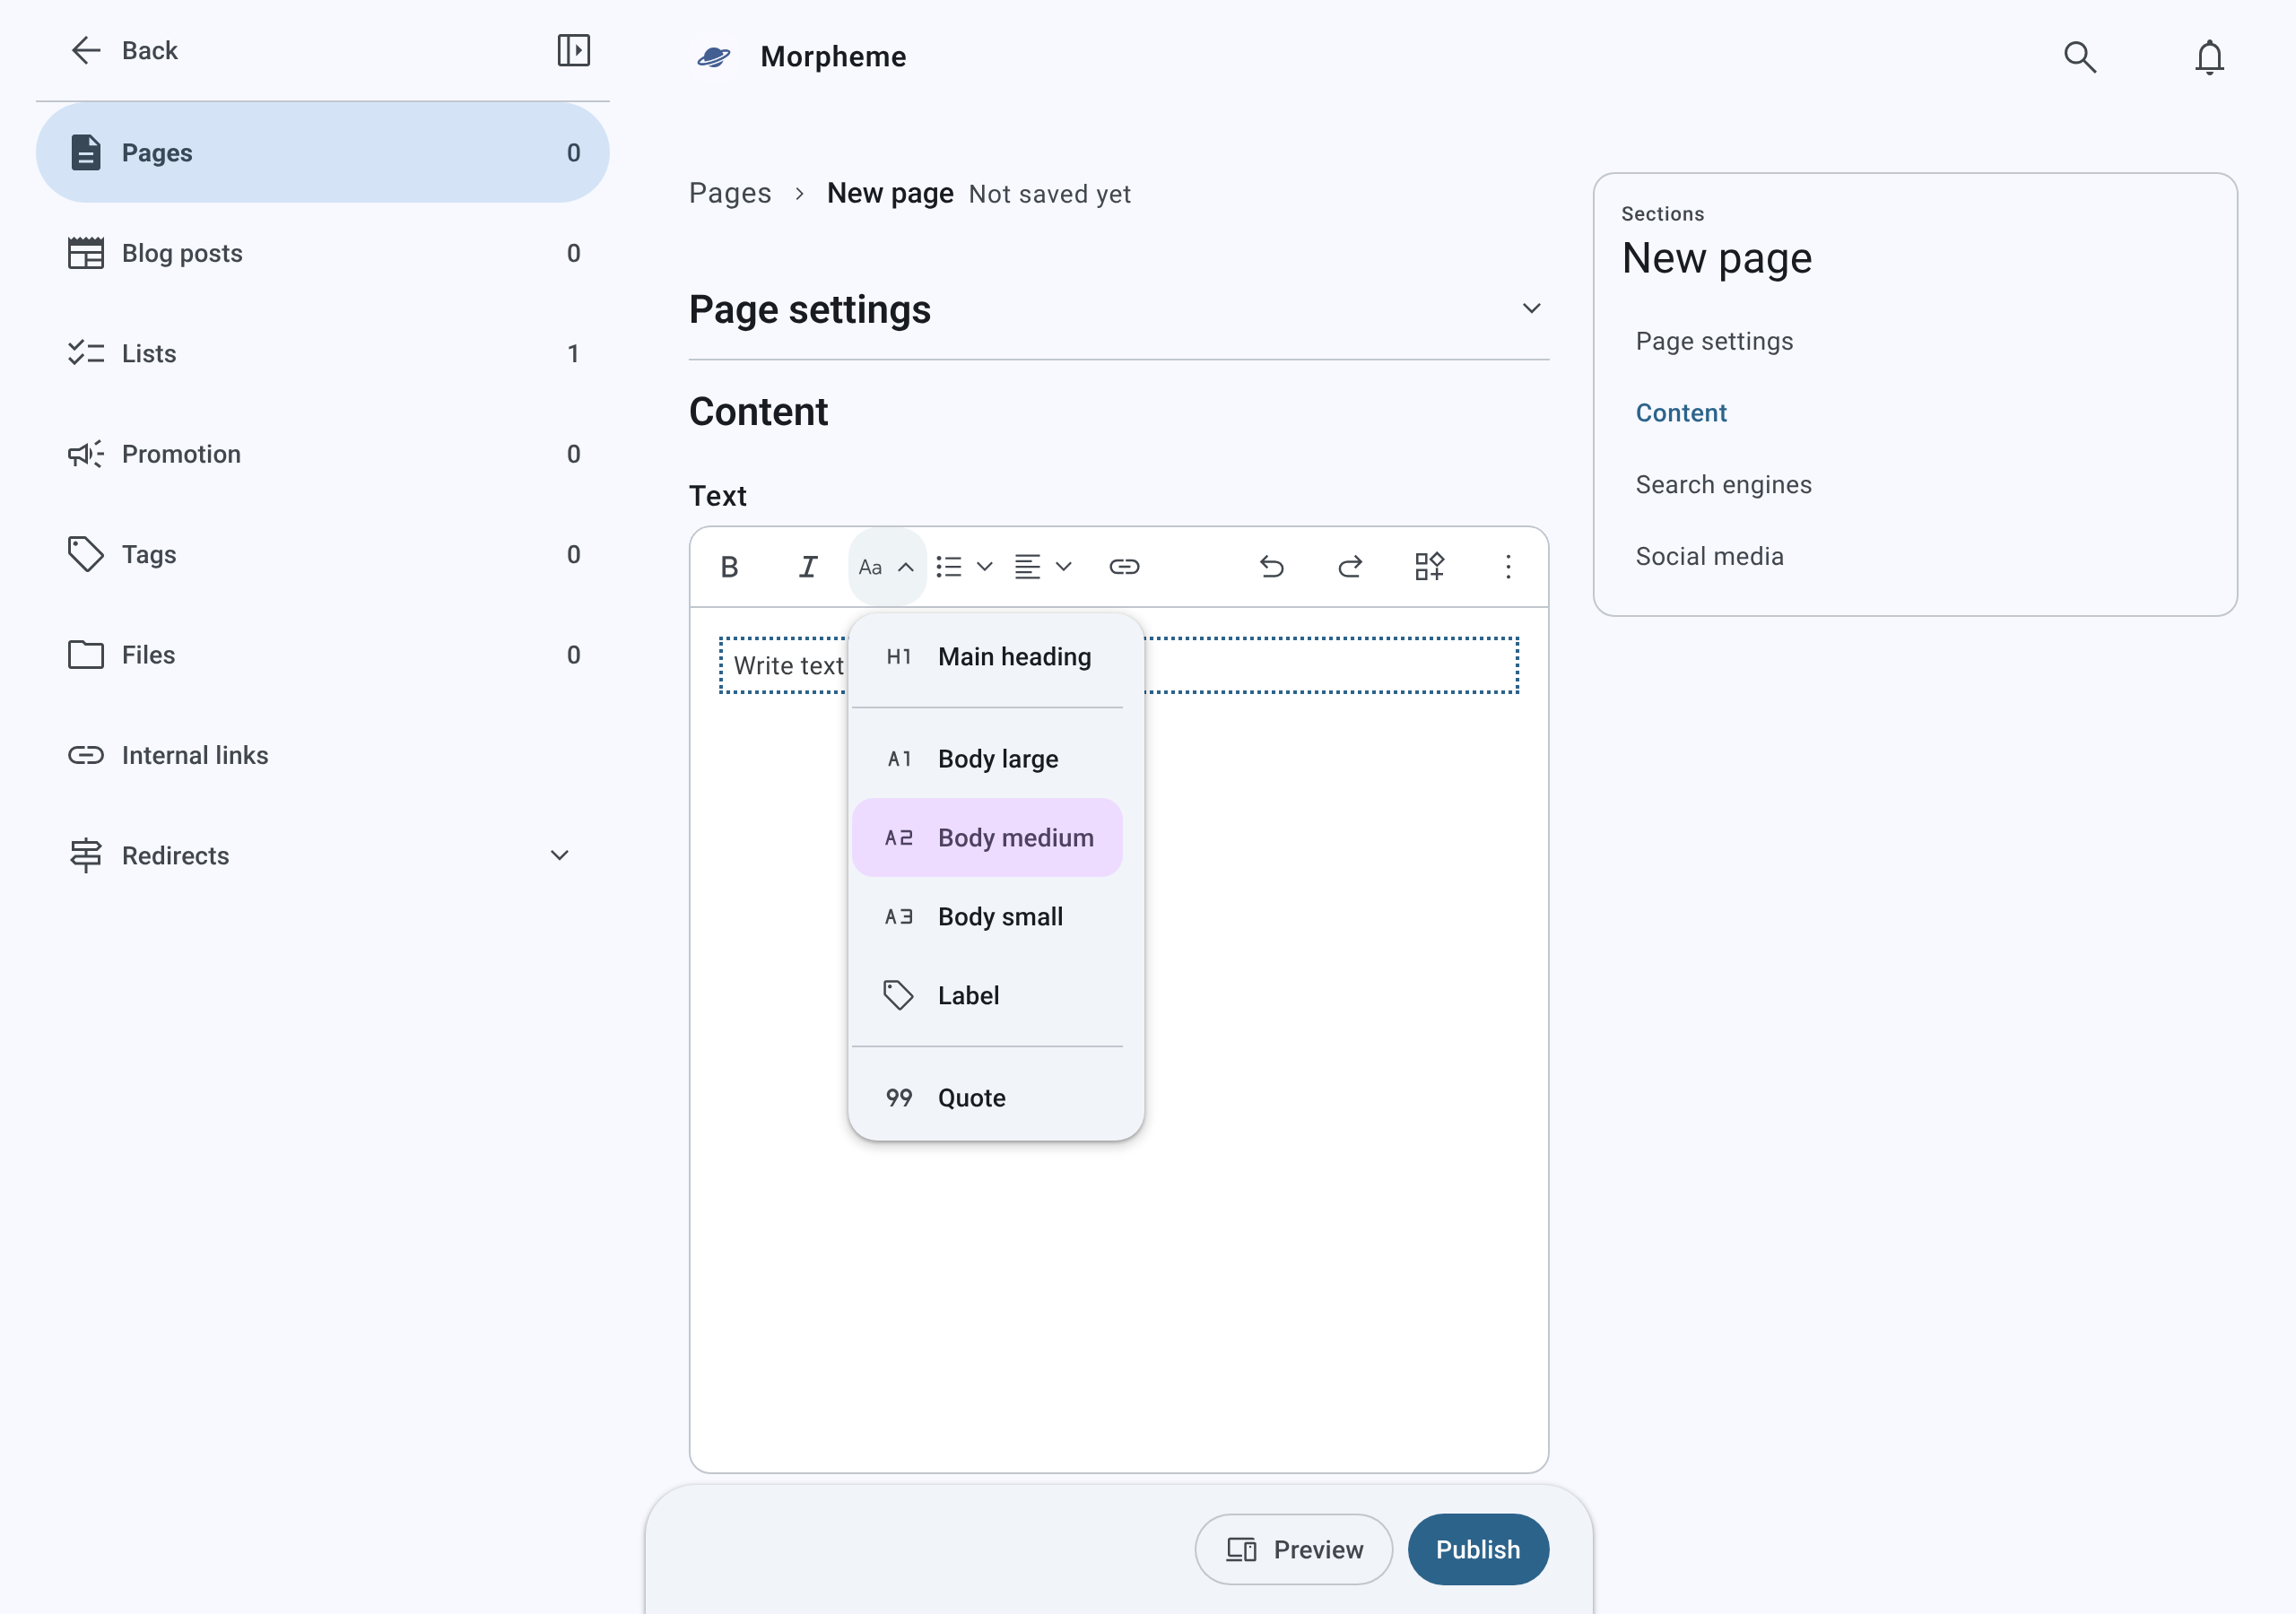 Back
Pages 0
Blog posts 0
Lists 1
Promotion 0
Tags 0
Files 0
Internal links
Redirects
Morpheme
Pages › New page Not saved yet
Page settings
Content
Text
B I Aa
Write text
H1 Main heading
A1 Body large
A2 Body medium
A3 Body small
Label
99 Quote
Preview Publish
Sections
New page
Page settings
Content
Search engines
Social media